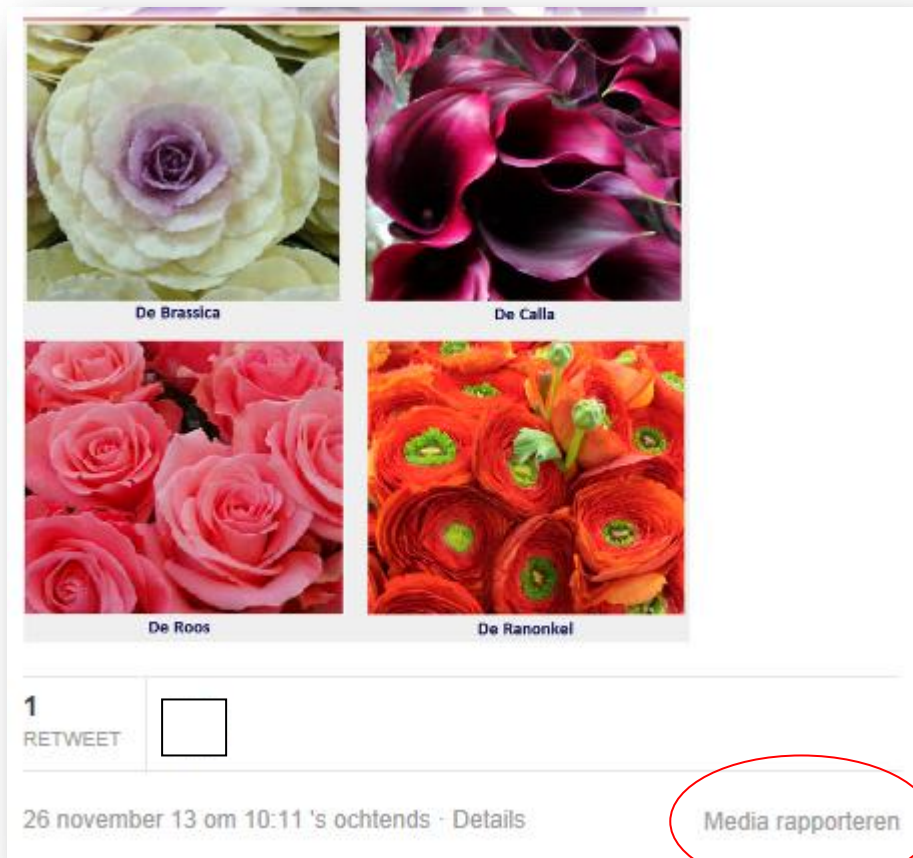 De Brassica
De Calla
De Roos
De Ranonkel
1
RETWEET
26 november 13 om 10:11 's ochtends · Details
Media rapporteren